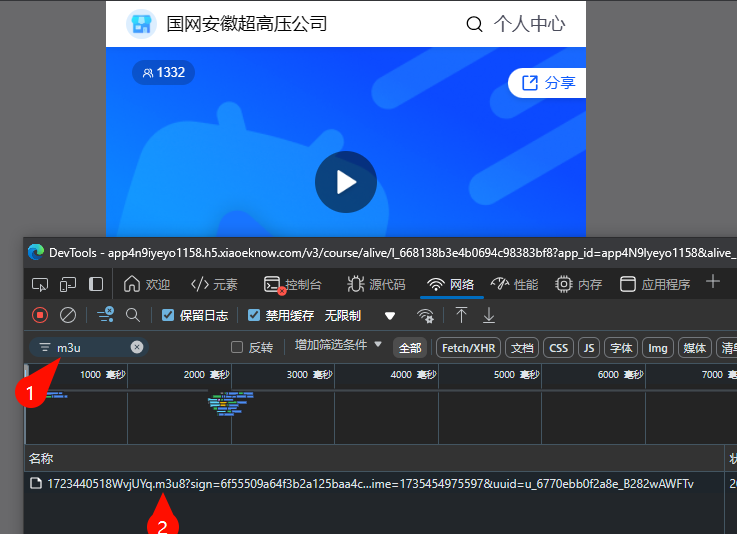 国网安徽超高压公司
个人中心
1332
分享
DevTools - app4n9iyeyo1158.h5.xiaoeknow.com/v3/course/alive/l_668138b3e4b0694c98383bf8?app_id=app4N9Iyeyo1158&alive_
欢迎
元素
控制台
源代码
网络
性能
内存
应用程序
保留日志
禁用缓存
无限制
m3u
反转
增加筛选条件
全部
Fetch/XHR
文档
CSS
JS
字体
Img
媒体
清单
1
1000 毫秒
2000 毫秒
3000 毫秒
4000 毫秒
5000 毫秒
6000 毫秒
7000
名称
状
1723440518WvjUYq.m3u8?sign=6f55509a64f3b2a125baa4c...ime=1735454975597&uuid=u_6770ebb0f2a8e_B282wAWFTv
2